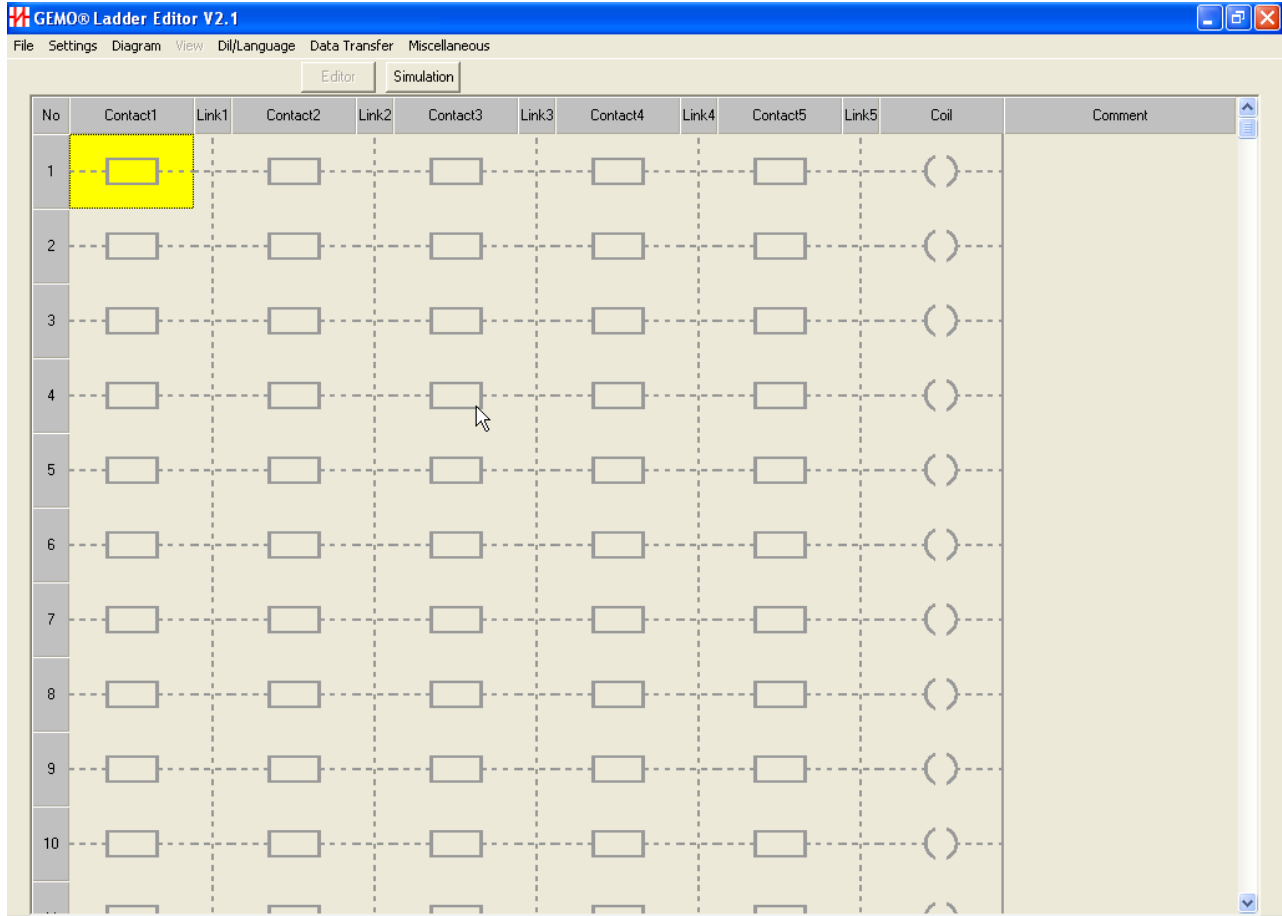 GEMO® Ladder Editor V2.1
File Settings Diagram View Dil/Language Data Transfer Miscellaneous
Editor Simulation
No Contact1 Link1 Contact2 Link2 Contact3 Link3 Contact4 Link4 Contact5 Link5 Coil Comment
1
2
3
4
5
6
7
8
9
10